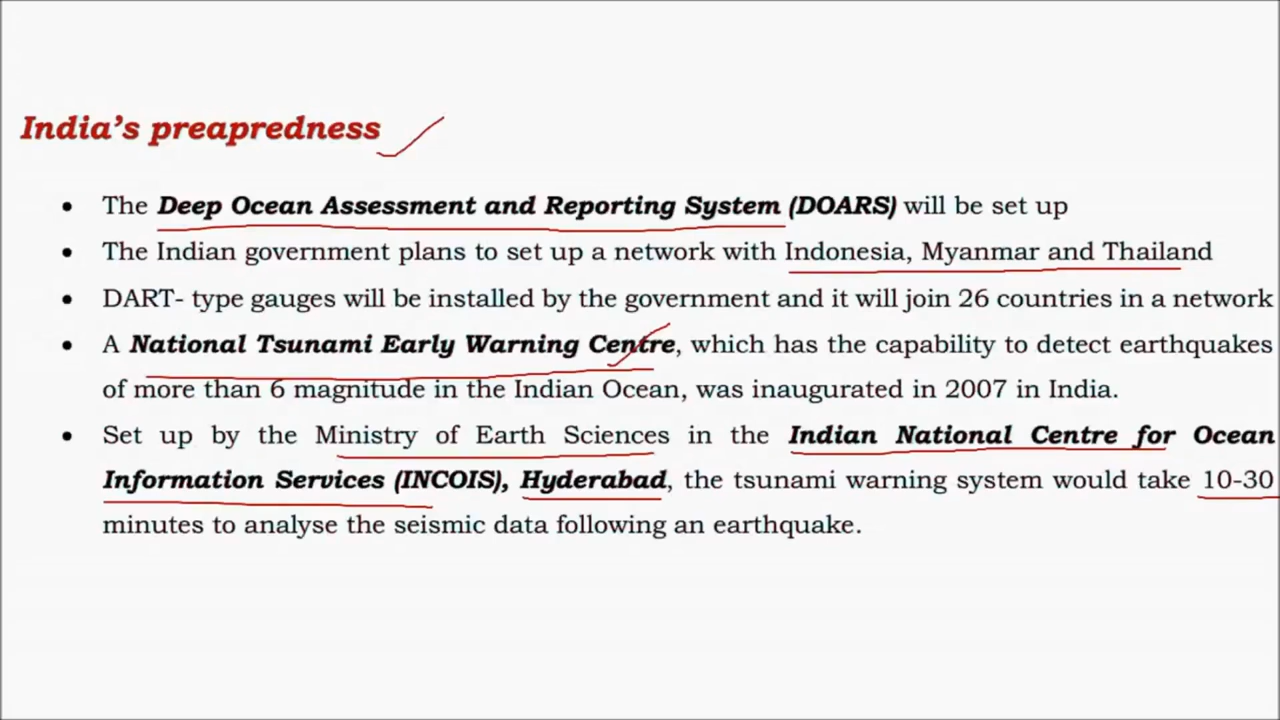 India’s preapredness
• The Deep Ocean Assessment and Reporting System (DOARS) will be set up
• The Indian government plans to set up a network with Indonesia, Myanmar and Thailand
• DART- type gauges will be installed by the government and it will join 26 countries in a network
• A National Tsunami Early Warning Centre, which has the capability to detect earthquakes
of more than 6 magnitude in the Indian Ocean, was inaugurated in 2007 in India.
• Set up by the Ministry of Earth Sciences in the Indian National Centre for Ocean
Information Services (INCOIS), Hyderabad, the tsunami warning system would take 10-30
minutes to analyse the seismic data following an earthquake.